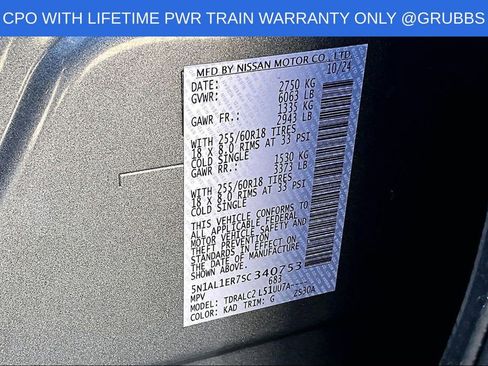 CPO WITH LIFETIME PWR TRAIN WARRANTY ONLY @GRUBBS
MFD BY NISSAN MOTOR CO., LTD.
DATE: 10/24
GVWR: 2750 KG
6063 LB
GAWR FR.: 1335 KG
2943 LB
WITH 255/60R18 TIRES
18 X 8.0 RIMS AT 33 PSI
COLD SINGLE
GAWR RR.: 1530 KG
3373 LB
WITH 255/60R18 TIRES
18 X 8.0 RIMS AT 33 PSI
COLD SINGLE
THIS VEHICLE CONFORMS TO
ALL APPLICABLE FEDERAL
MOTOR VEHICLE SAFETY AND
THEFT PREVENTION
STANDARDS IN EFFECT ON THE
DATE OF MANUFACTURE
SHOWN ABOVE.
5N1AL1ER7SC340753
MPV 683
MODEL: TDRALC2 L51UU7A--
COLOR: KAD TRIM: G 2530A